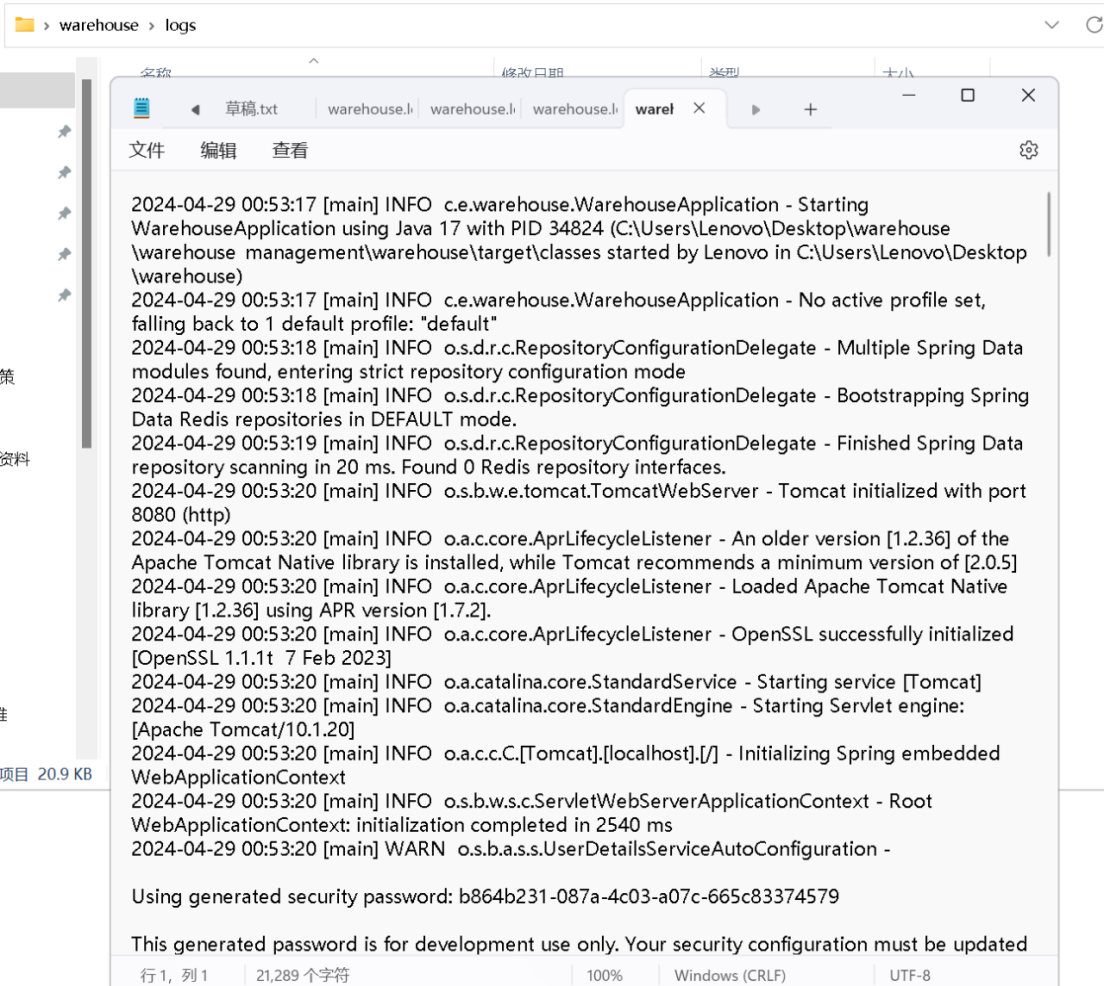 warehouse › logs
名称 修改日期 类型 大小
草稿.txt warehouse.l warehouse.l warehouse.l wareh
文件 编辑 查看
2024-04-29 00:53:17 [main] INFO  c.e.warehouse.WarehouseApplication - Starting
WarehouseApplication using Java 17 with PID 34824 (C:\Users\Lenovo\Desktop\warehouse
\warehouse  management\warehouse\target\classes started by Lenovo in C:\Users\Lenovo\Desktop
\warehouse)
2024-04-29 00:53:17 [main] INFO  c.e.warehouse.WarehouseApplication - No active profile set,
falling back to 1 default profile: "default"
2024-04-29 00:53:18 [main] INFO  o.s.d.r.c.RepositoryConfigurationDelegate - Multiple Spring Data
modules found, entering strict repository configuration mode
2024-04-29 00:53:18 [main] INFO  o.s.d.r.c.RepositoryConfigurationDelegate - Bootstrapping Spring
Data Redis repositories in DEFAULT mode.
2024-04-29 00:53:19 [main] INFO  o.s.d.r.c.RepositoryConfigurationDelegate - Finished Spring Data
repository scanning in 20 ms. Found 0 Redis repository interfaces.
2024-04-29 00:53:20 [main] INFO  o.s.b.w.e.tomcat.TomcatWebServer - Tomcat initialized with port
8080 (http)
2024-04-29 00:53:20 [main] INFO  o.a.c.core.AprLifecycleListener - An older version [1.2.36] of the
Apache Tomcat Native library is installed, while Tomcat recommends a minimum version of [2.0.5]
2024-04-29 00:53:20 [main] INFO  o.a.c.core.AprLifecycleListener - Loaded Apache Tomcat Native
library [1.2.36] using APR version [1.7.2].
2024-04-29 00:53:20 [main] INFO  o.a.c.core.AprLifecycleListener - OpenSSL successfully initialized
[OpenSSL 1.1.1t  7 Feb 2023]
2024-04-29 00:53:20 [main] INFO  o.a.catalina.core.StandardService - Starting service [Tomcat]
2024-04-29 00:53:20 [main] INFO  o.a.catalina.core.StandardEngine - Starting Servlet engine:
[Apache Tomcat/10.1.20]
2024-04-29 00:53:20 [main] INFO  o.a.c.c.C.[Tomcat].[localhost].[/] - Initializing Spring embedded
WebApplicationContext
2024-04-29 00:53:20 [main] INFO  o.s.b.w.s.c.ServletWebServerApplicationContext - Root
WebApplicationContext: initialization completed in 2540 ms
2024-04-29 00:53:20 [main] WARN  o.s.b.a.s.s.UserDetailsServiceAutoConfiguration -
Using generated security password: b864b231-087a-4c03-a07c-665c83374579
This generated password is for development use only. Your security configuration must be updated
行 1，列 1 21,289 个字符 100% Windows (CRLF) UTF-8
策
资料
项目 20.9 KB